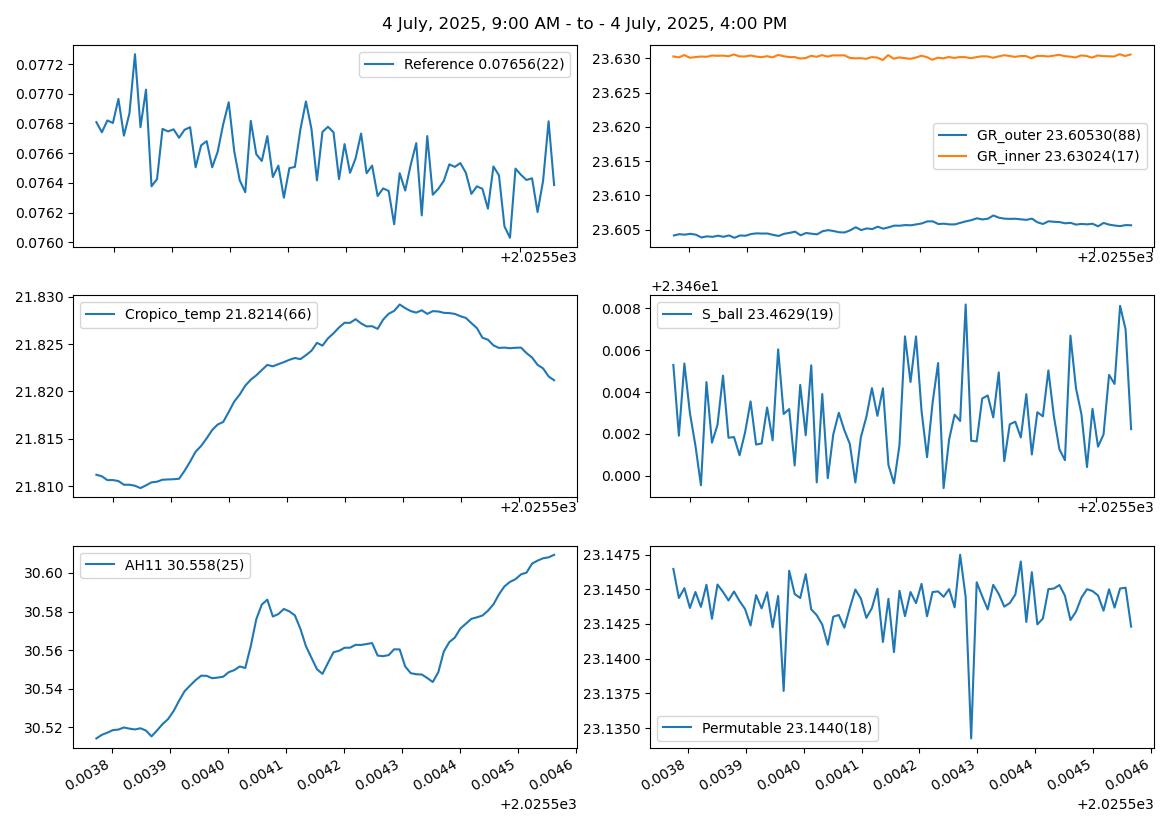 4 July, 2025, 9:00 AM - to - 4 July, 2025, 4:00 PM
0.0772
0.0770
0.0768
0.0766
0.0764
0.0762
0.0760
Reference 0.07656(22)
+2.0255e3
23.630
23.625
23.620
23.615
23.610
23.605
GR_outer 23.60530(88)
GR_inner 23.63024(17)
+2.0255e3
21.830
21.825
21.820
21.815
21.810
Cropico_temp 21.8214(66)
+2.0255e3
+2.346e1
0.008
0.006
0.004
0.002
0.000
S_ball 23.4629(19)
+2.0255e3
30.60
30.58
30.56
30.54
30.52
AH11 30.558(25)
0.0038 0.0039 0.0040 0.0041 0.0042 0.0043 0.0044 0.0045 0.0046
+2.0255e3
23.1475
23.1450
23.1425
23.1400
23.1375
23.1350
Permutable 23.1440(18)
0.0038 0.0039 0.0040 0.0041 0.0042 0.0043 0.0044 0.0045 0.0046
+2.0255e3